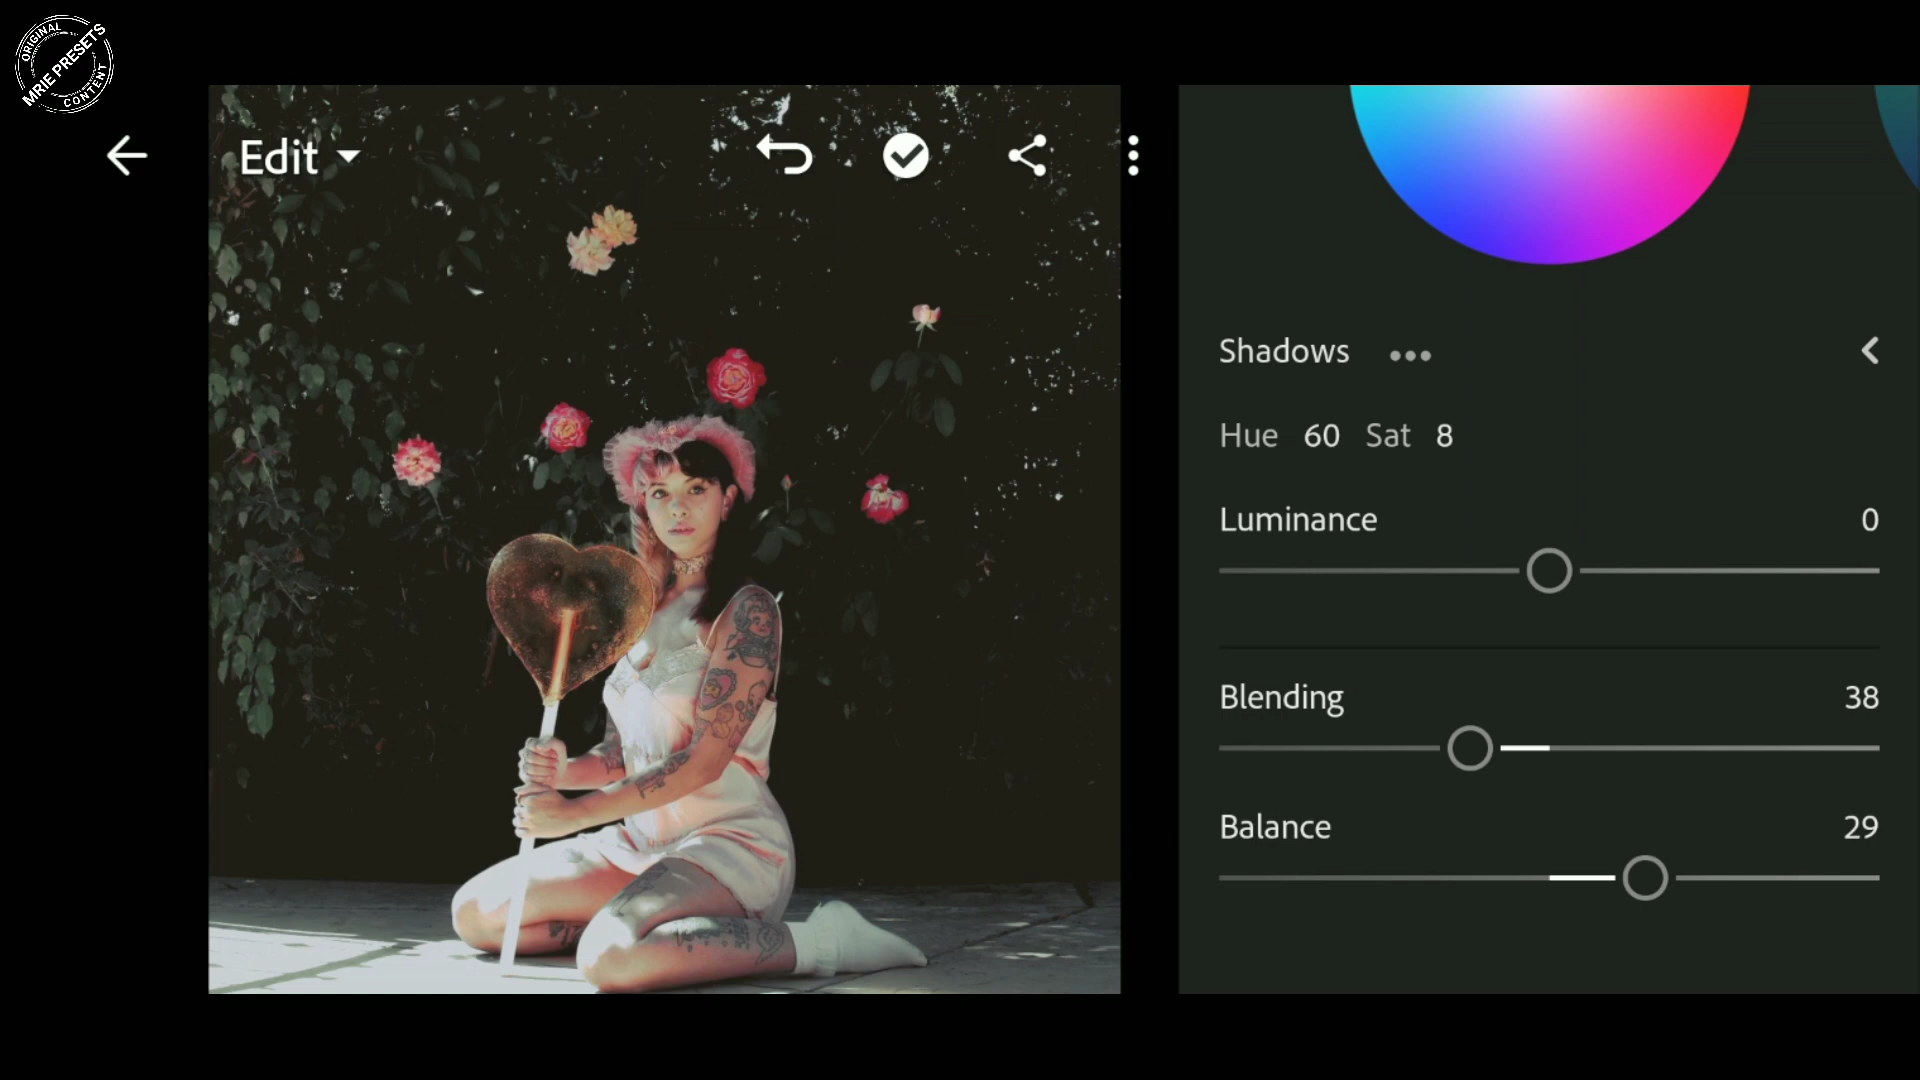 ORIGINAL
MRIE PRESETS
CONTENT
Edit
Shadows
Hue 60 Sat 8
Luminance 0
Blending 38
Balance 29